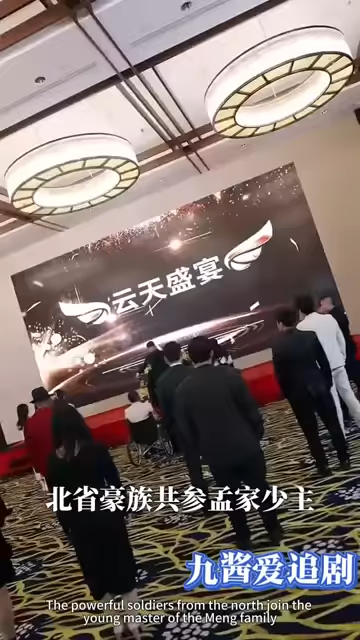 云天盛宴
北省豪族共参孟家少主
九酱爱追剧
The powerful soldiers from the north join the
young master of the Meng family